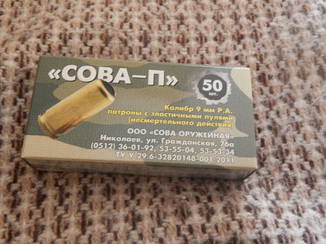 «СОВА–П»
50
шт.
Калибр 9 мм Р.А.
патроны с эластичными пулями
(несмертельного действия)
ООО «СОВА ОРУЖЕЙНАЯ»
Николаев, ул. Гражданская, 26а
(0512) 36-01-92, 53-55-04, 53-53-34
ТУ У 29.6-32820148-001 2011